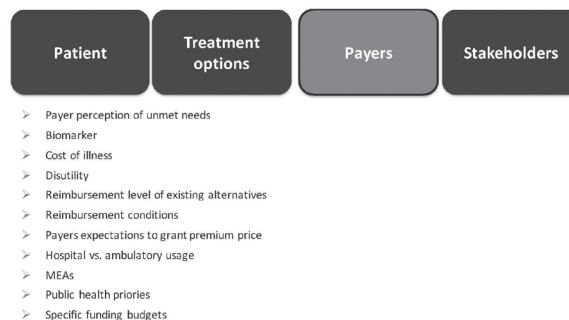 Patient
Treatment
options
Payers
Stakeholders
Payer perception of unmet needs
Biomarker
Cost of illness
Disutility
Reimbursement level of existing alternatives
Reimbursement conditions
Payers expectations to grant premium price
Hospital vs. ambulatory usage
MEAs
Public health priories
Specific funding budgets